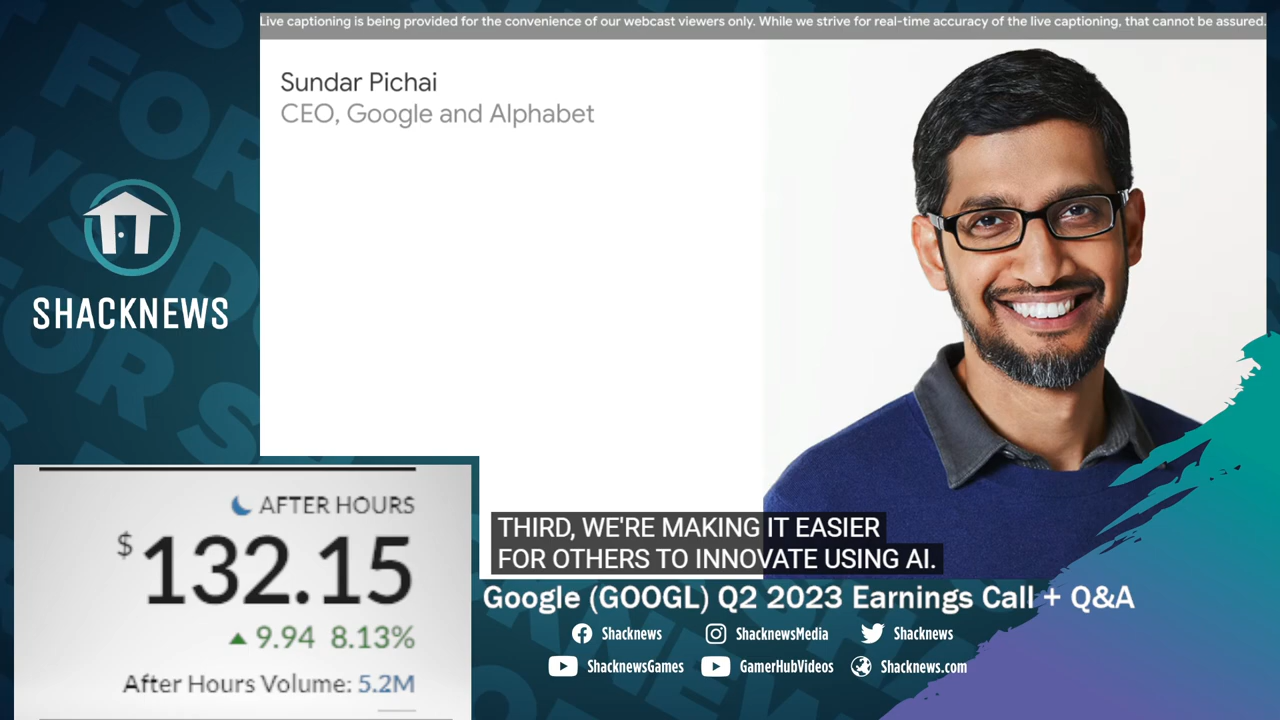 Live captioning is being provided for the convenience of our webcast viewers only. While we strive for real-time accuracy of the live captioning, that cannot be assured.
Sundar Pichai
CEO, Google and Alphabet
SHACKNEWS
AFTER HOURS
$132.15
9.94 8.13%
After Hours Volume: 5.2M
THIRD, WE'RE MAKING IT EASIER
FOR OTHERS TO INNOVATE USING AI.
Google (GOOGL) Q2 2023 Earnings Call + Q&A
Shacknews ShacknewsMedia Shacknews
ShacknewsGames GamerHubVideos Shacknews.com